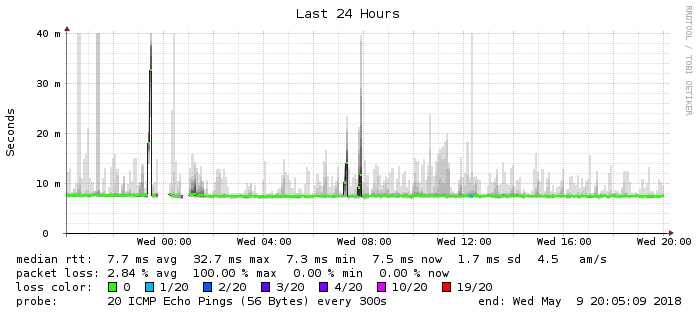 Last 24 Hours
RRDTOOL / TOBI OETIKER
Seconds
40 m
30 m
20 m
10 m
0
Wed 00:00 Wed 04:00 Wed 08:00 Wed 12:00 Wed 16:00 Wed 20:00
median rtt: 7.7 ms avg 32.7 ms max 7.3 ms min 7.5 ms now 1.7 ms sd 4.5 am/s
packet loss: 2.84 % avg 100.00 % max 0.00 % min 0.00 % now
loss color: 0 1/20 2/20 3/20 4/20 10/20 19/20
probe: 20 ICMP Echo Pings (56 Bytes) every 300s end: Wed May 9 20:05:09 2018